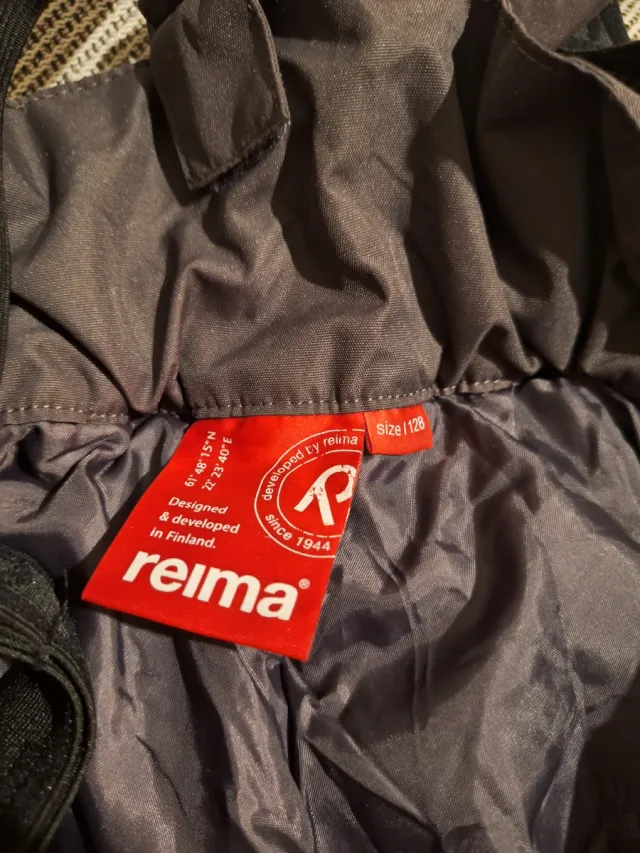 61°48'15"N
22°23'40"E
Designed
& developed
in Finland.
reima®
developed by reima
since 1944
size/128